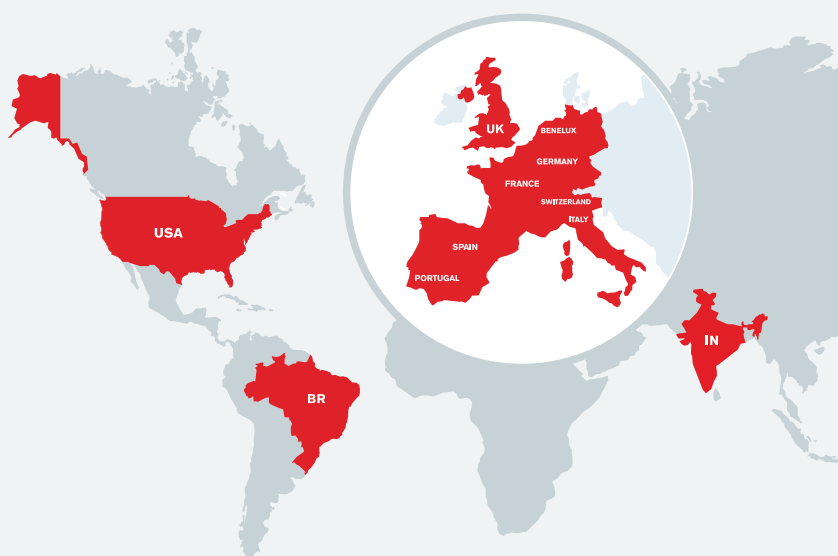 UK
BENELUX
GERMANY
FRANCE
SWITZERLAND
ITALY
USA
SPAIN
PORTUGAL
IN
BR